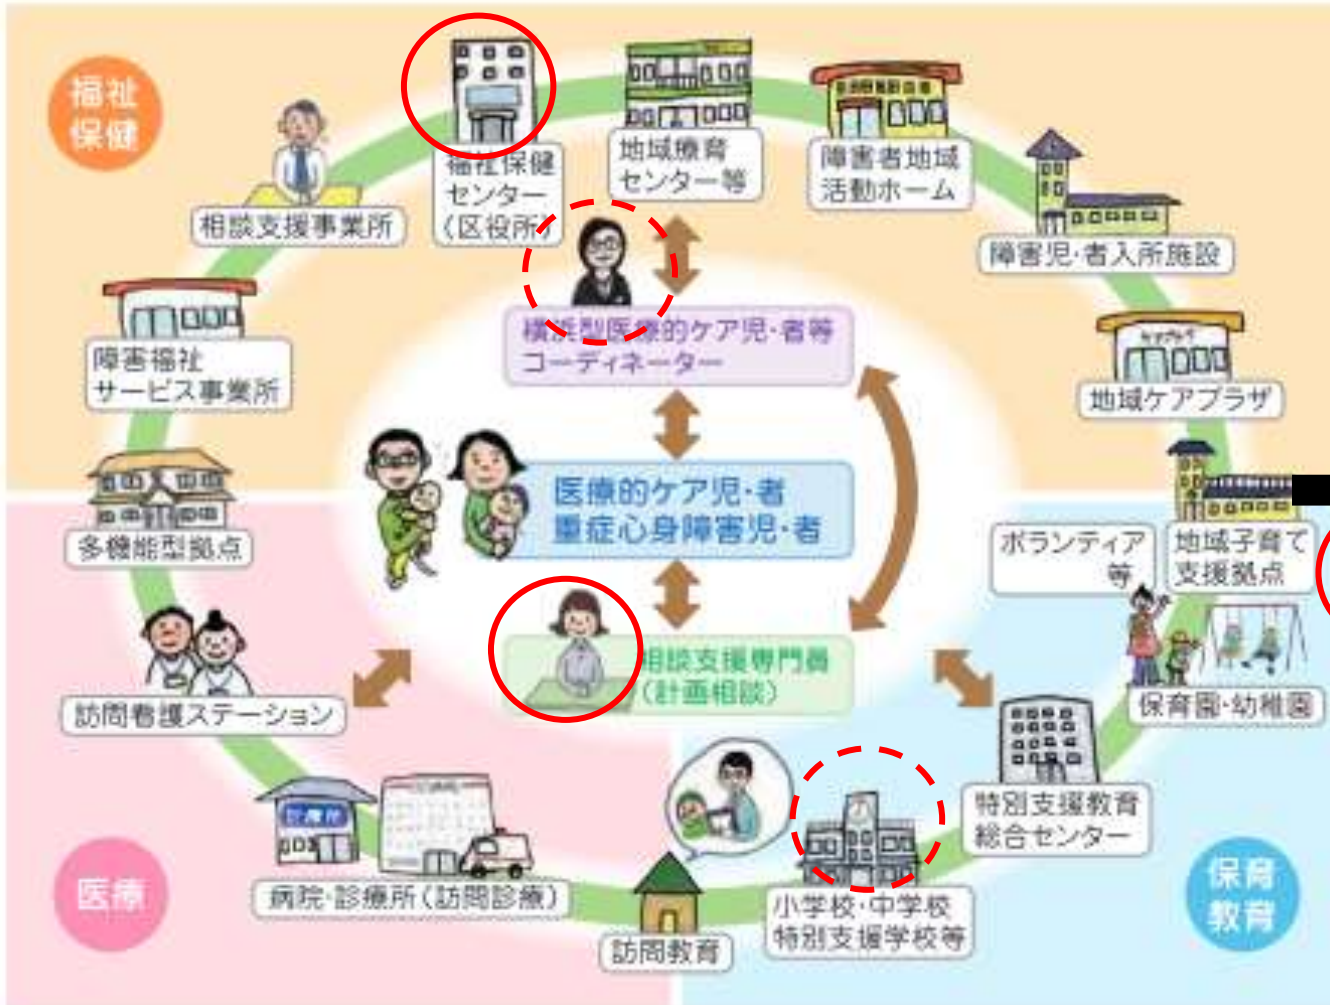 福祉
保健
福祉保健
センター
(区役所)
地域療育
センター等
障害者地域
活動ホーム
相談支援事業所
障害児・者入所施設
障害福祉
サービス事業所
横浜型医療的ケア児・者等
コーディネーター
ケアプラザ
地域ケアプラザ
医療的ケア児・者
重症心身障害児・者
多機能型拠点
ボランティア
等
地域子育て
支援拠点
相談支援専門員
(計画相談)
訪問看護ステーション
保育園・幼稚園
特別支援教育
総合センター
診療所
病院・診療所(訪問診療)
訪問教育
小学校・中学校
特別支援学校等
医療
保育
教育